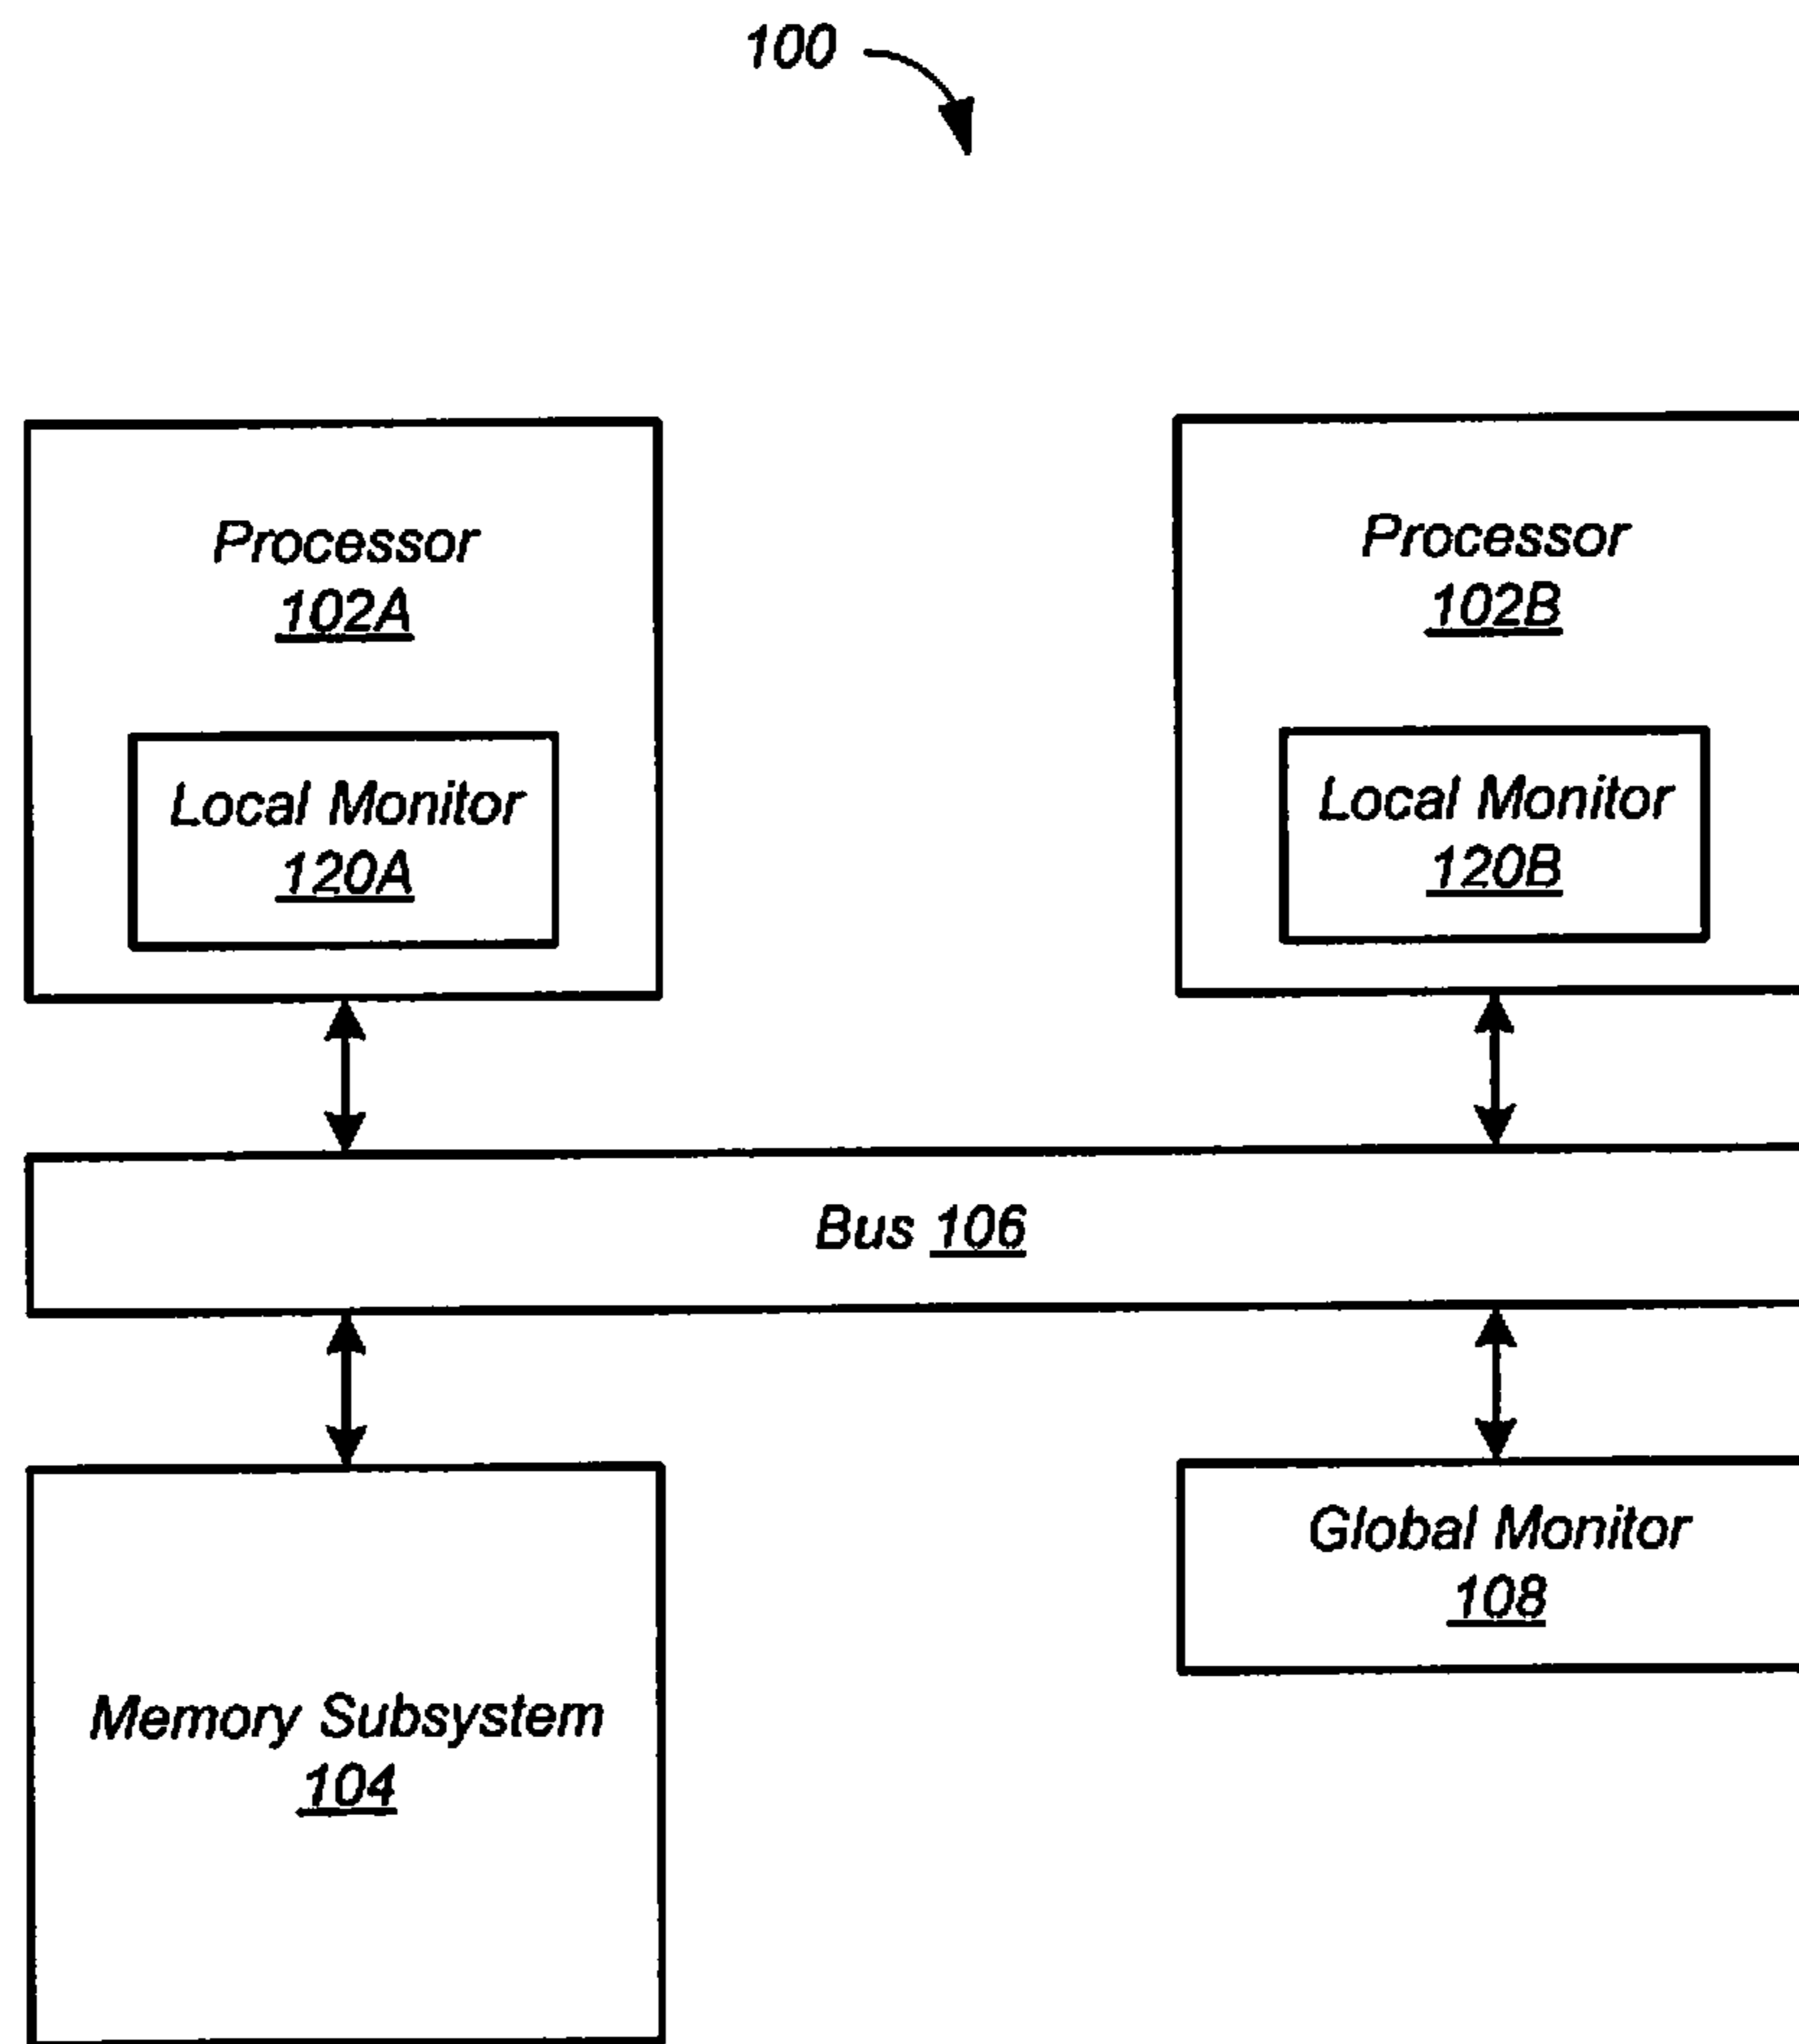 100
Processor
102A
Processor
102B
Local Monitor
120A
Local Monitor
120B
Bus 106
Global Monitor
108
Memory Subsystem
104